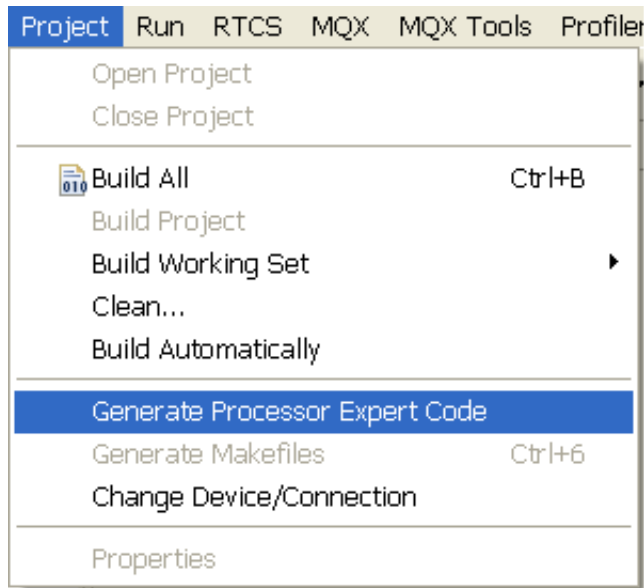 Project Run RTCS MQX MQX Tools Profiler
Open Project
Close Project
010 Build All Ctrl+B
Build Project
Build Working Set
Clean...
Build Automatically
Generate Processor Expert Code
Generate Makefiles Ctrl+6
Change Device/Connection
Properties